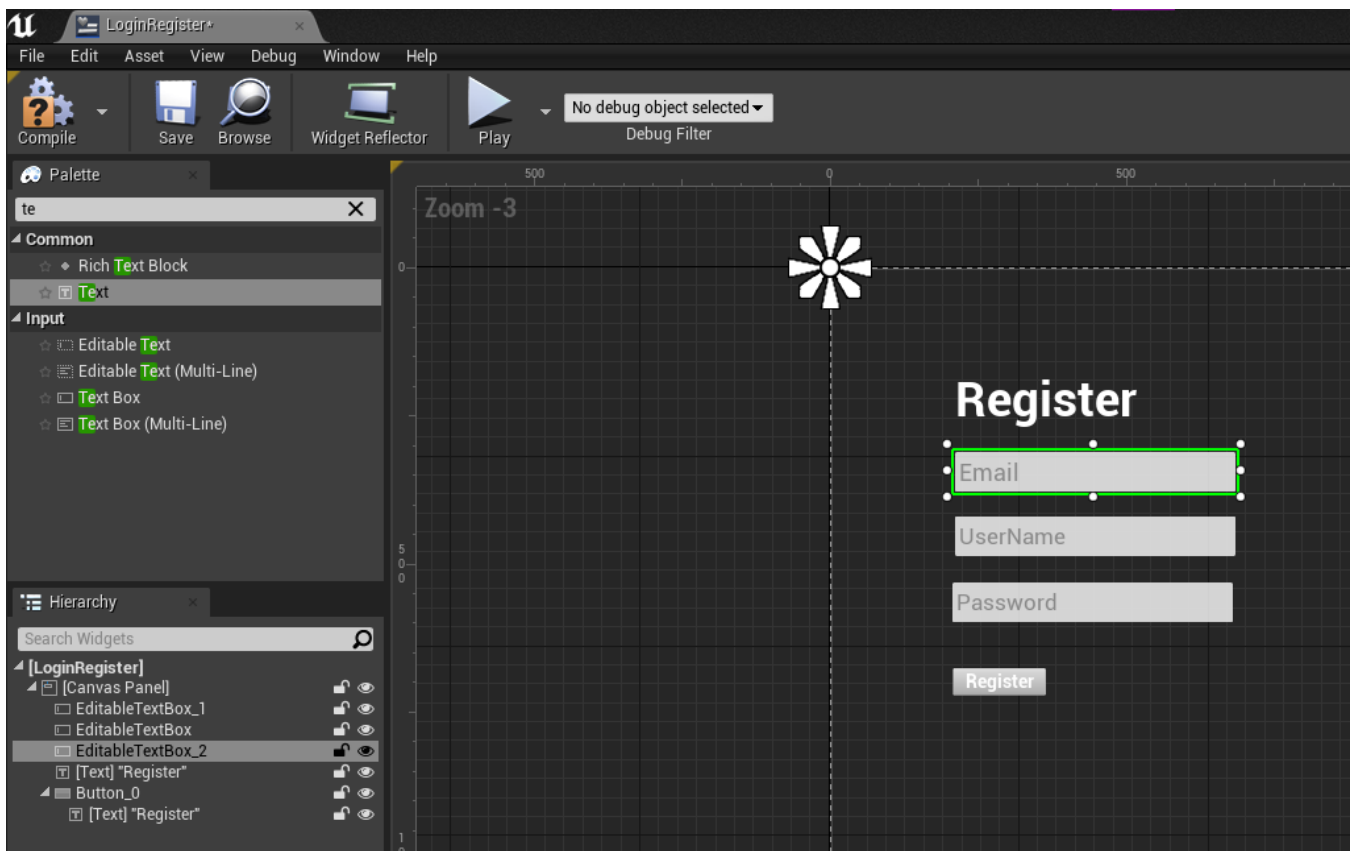 LoginRegister*
File Edit Asset View Debug Window Help
Compile Save Browse Widget Reflector Play No debug object selected Debug Filter
Palette
te
Common
Rich Text Block
Text
Input
Editable Text
Editable Text (Multi-Line)
Text Box
Text Box (Multi-Line)
Hierarchy
Search Widgets
[LoginRegister]
[Canvas Panel]
EditableTextBox_1
EditableTextBox
EditableTextBox_2
[Text] "Register"
Button_0
[Text] "Register"
500 0 500
Zoom -3
0
500
1
Register
Email
UserName
Password
Register